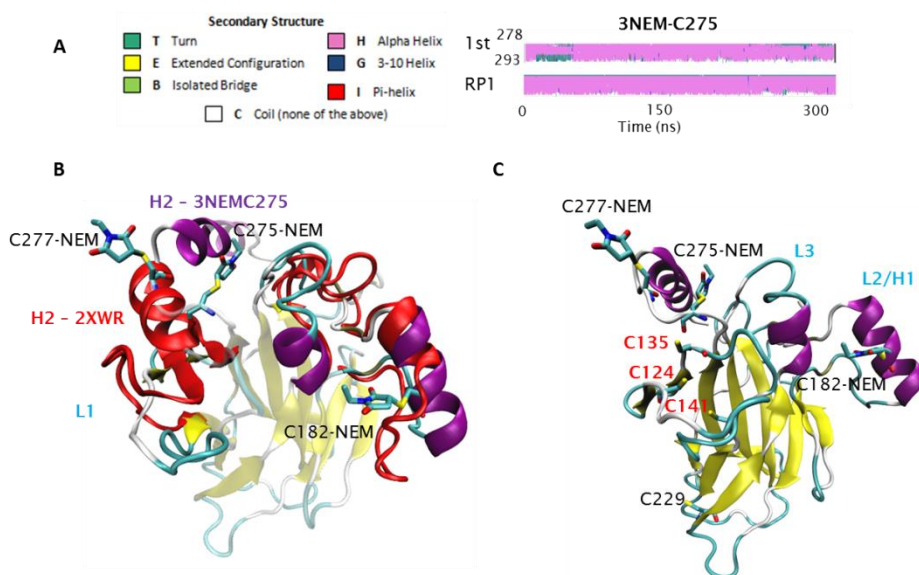 Secondary Structure
A
T Turn
E Extended Configuration
B Isolated Bridge
H Alpha Helix
G 3-10 Helix
I Pi-helix
C Coil (none of the above)
3NEM-C275
278
1st
293
RP1
0 150 300
Time (ns)
B
H2 – 3NEMC275
C277-NEM
C275-NEM
H2 – 2XWR
L1
C182-NEM
C
C277-NEM
C275-NEM
L3
L2/H1
C135
C124
C141
C182-NEM
C229